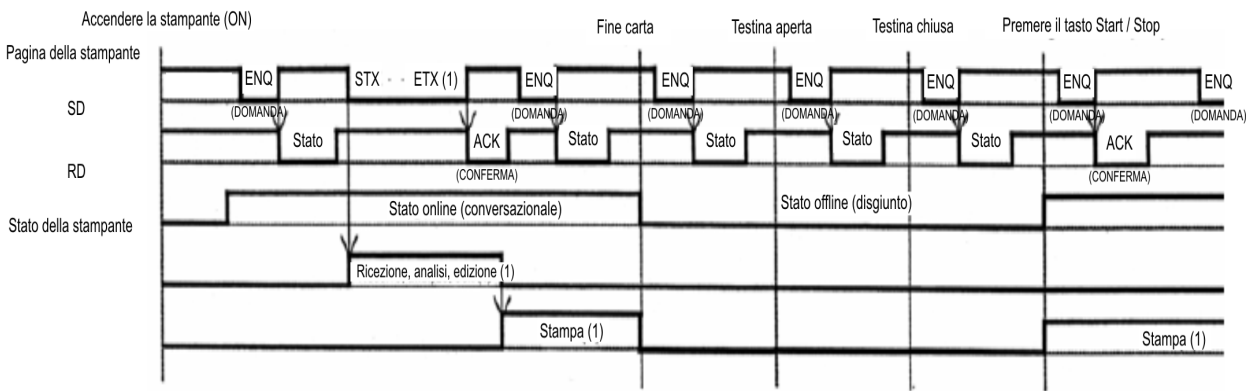 Accendere la stampante (ON)
Fine carta
Testina aperta
Testina chiusa
Premere il tasto Start / Stop
Pagina della stampante
ENQ
STX
ETX (1)
ENQ
ENQ
ENQ
ENQ
ENQ
ENQ
SD
(DOMANDA)
(DOMANDA)
(DOMANDA)
(DOMANDA)
(DOMANDA)
(DOMANDA)
(DOMANDA)
Stato
ACK
Stato
Stato
Stato
Stato
ACK
RD
(CONFERMA)
(CONFERMA)
Stato online (conversazionale)
Stato offline (disgiunto)
Stato della stampante
Ricezione, analisi, edizione (1)
Stampa (1)
Stampa (1)